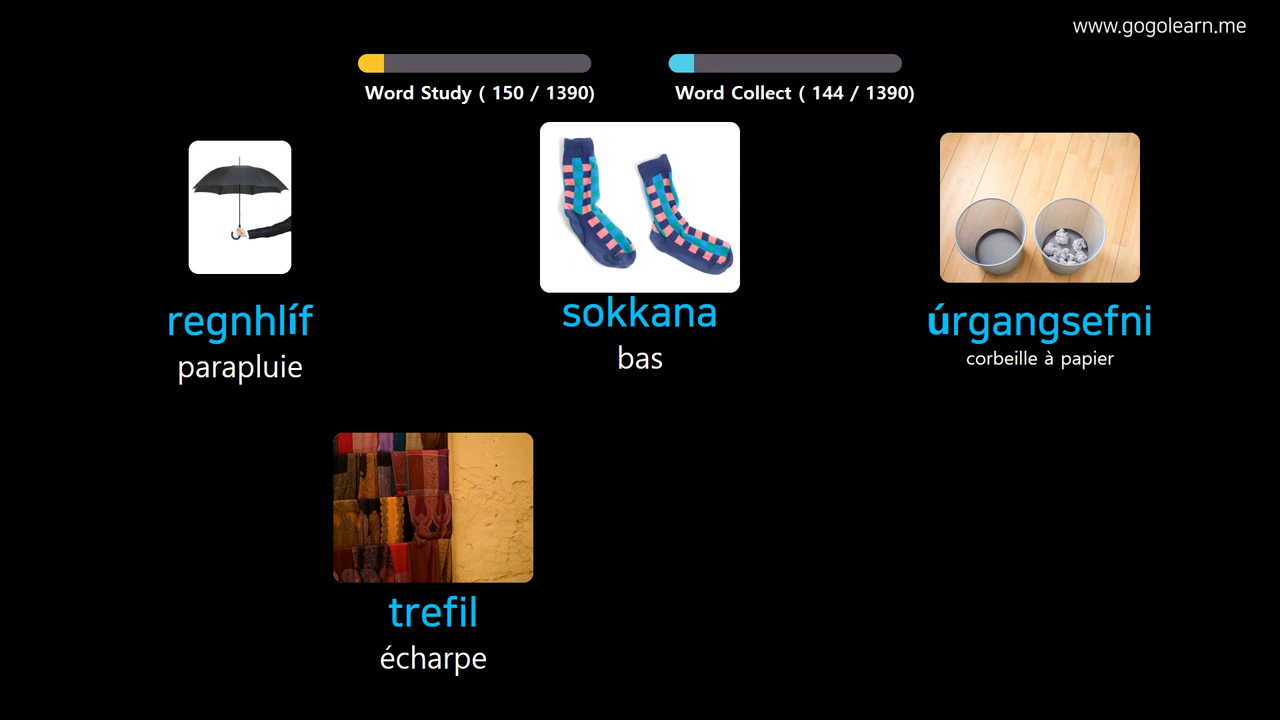 www.gogolearn.me
Word Study ( 150 / 1390)
Word Collect ( 144 / 1390)
regnhlíf
parapluie
sokkana
bas
úrgangsefni
corbeille à papier
trefil
écharpe